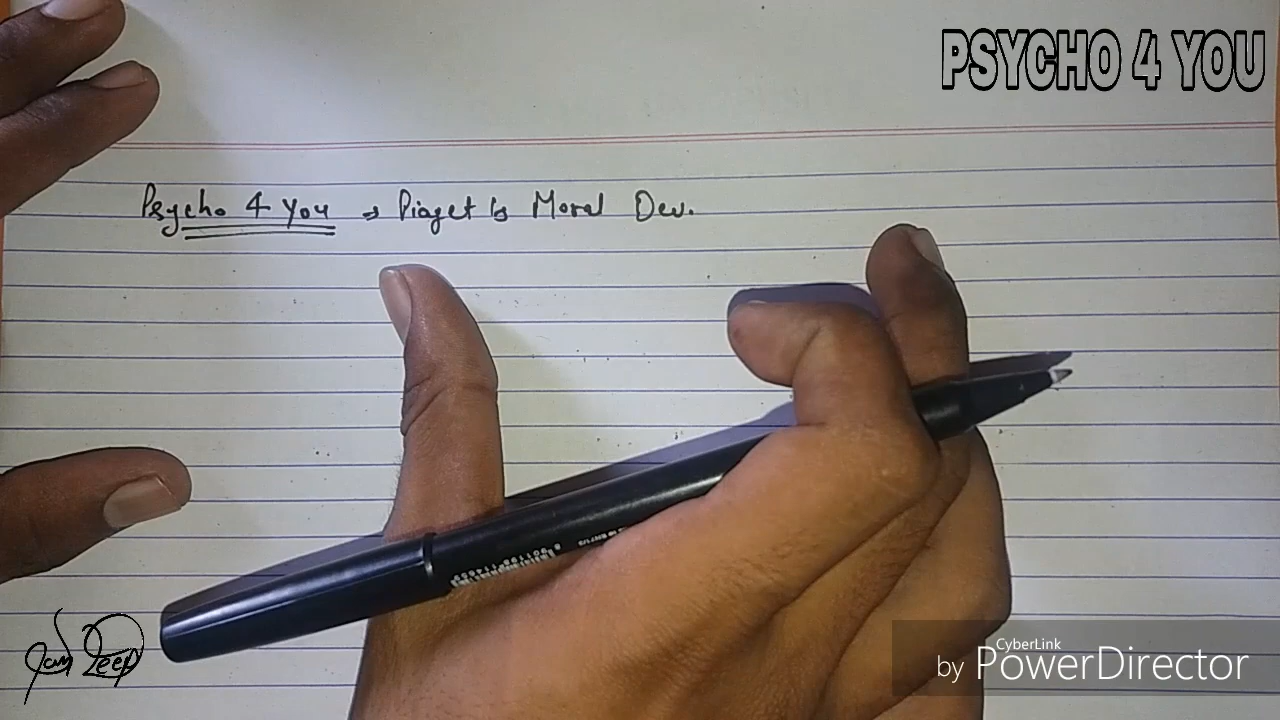 PSYCHO 4 YOU
Psycho 4 you → Piaget's Moral Dev.
CyberLink
by PowerDirector